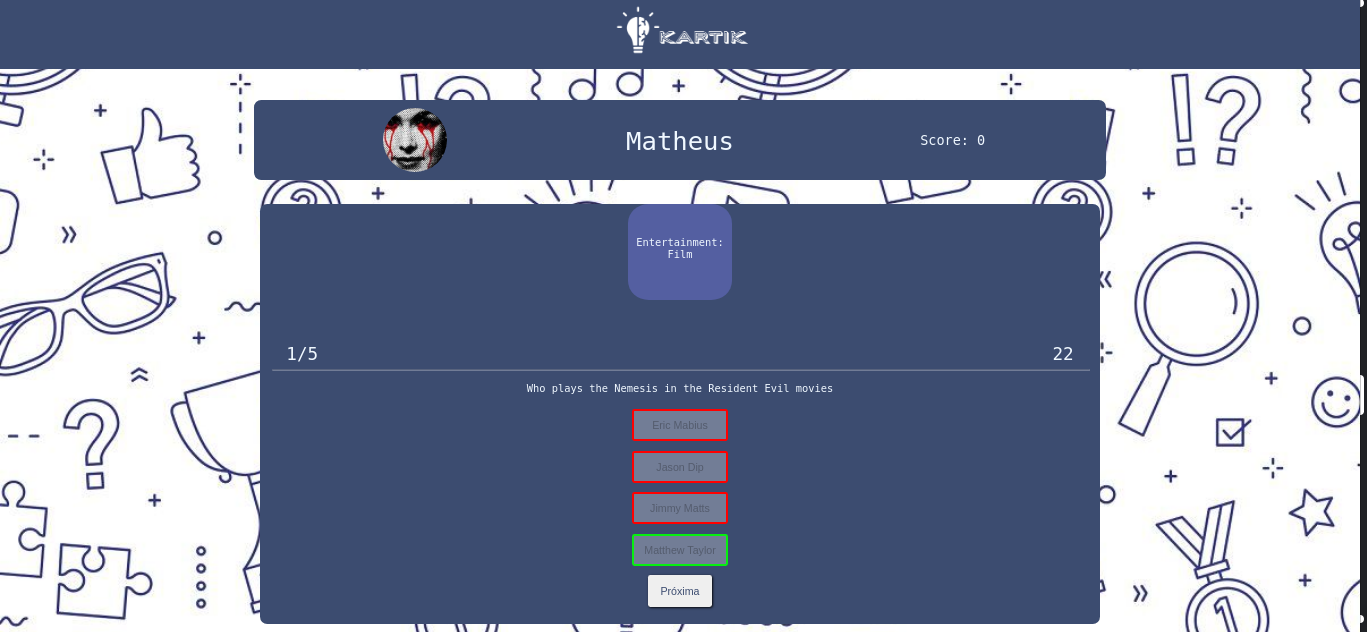 KARTIK
Matheus
Score: 0
Entertainment:
Film
1/5
22
Who plays the Nemesis in the Resident Evil movies
Eric Mabius
Jason Dip
Jimmy Matts
Matthew Taylor
Próxima